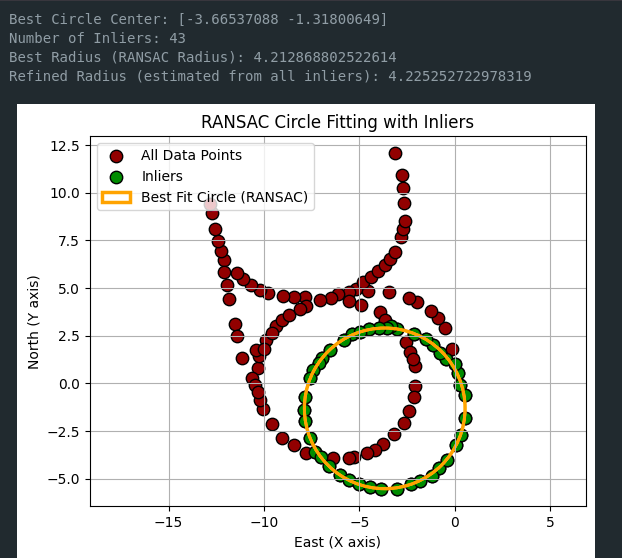 Best Circle Center: [-3.66537088 -1.31800649]
Number of Inliers: 43
Best Radius (RANSAC Radius): 4.212868802522614
Refined Radius (estimated from all inliers): 4.225252722978319
RANSAC Circle Fitting with Inliers
All Data Points
Inliers
Best Fit Circle (RANSAC)
North (Y axis)
12.5
10.0
7.5
5.0
2.5
0.0
−2.5
−5.0
−15
−10
−5
0
5
East (X axis)